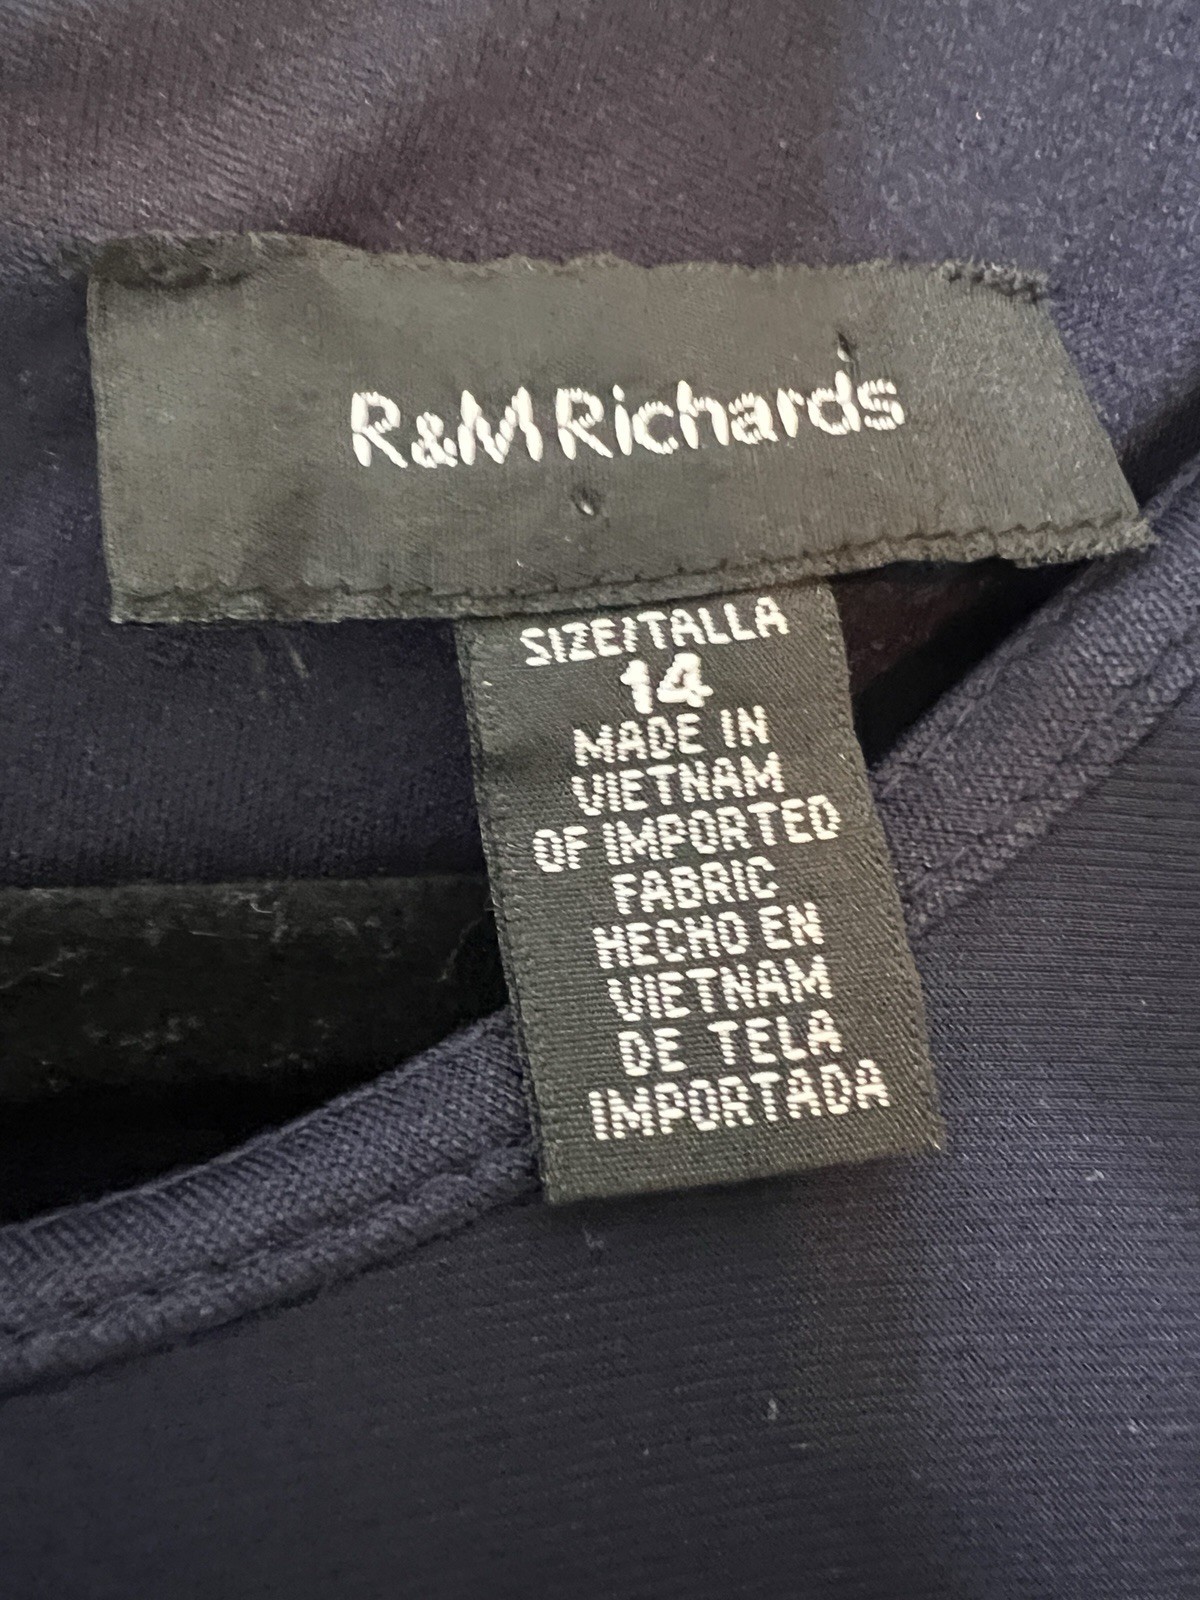 R&M Richards
SIZE/TALLA
14
MADE IN
VIETNAM
OF IMPORTED
FABRIC
HECHO EN
VIETNAM
DE TELA
IMPORTADA